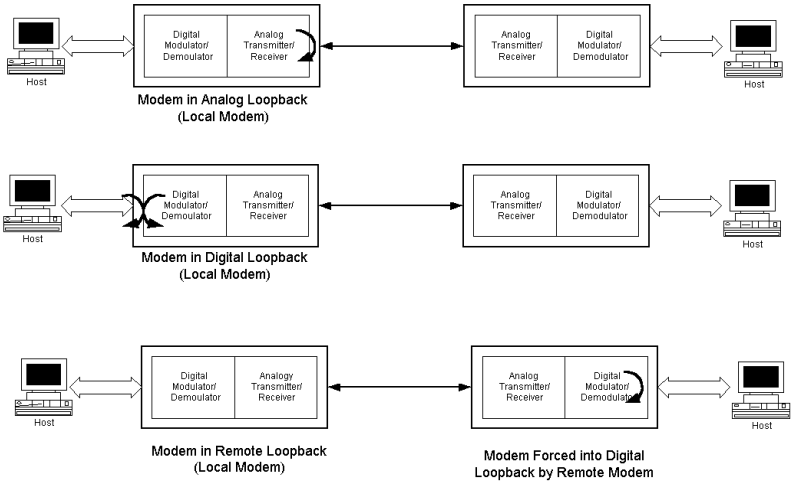 Digital
Modulator/
Demoulator
Analog
Transmitter/
Receiver
Analog
Transmitter/
Receiver
Digital
Modulator/
Demodulator
Host
Host
Modem in Analog Loopback
(Local Modem)
Digital
Modulator/
Demoulator
Analog
Transmitter/
Receiver
Analog
Transmitter/
Receiver
Digital
Modulator/
Demodulator
Host
Host
Modem in Digital Loopback
(Local Modem)
Digital
Modulator/
Demoulator
Analogy
Transmitter/
Receiver
Analog
Transmitter/
Receiver
Digital
Modulator/
Demodulator
Host
Host
Modem in Remote Loopback
(Local Modem)
Modem Forced into Digital
Loopback by Remote Modem